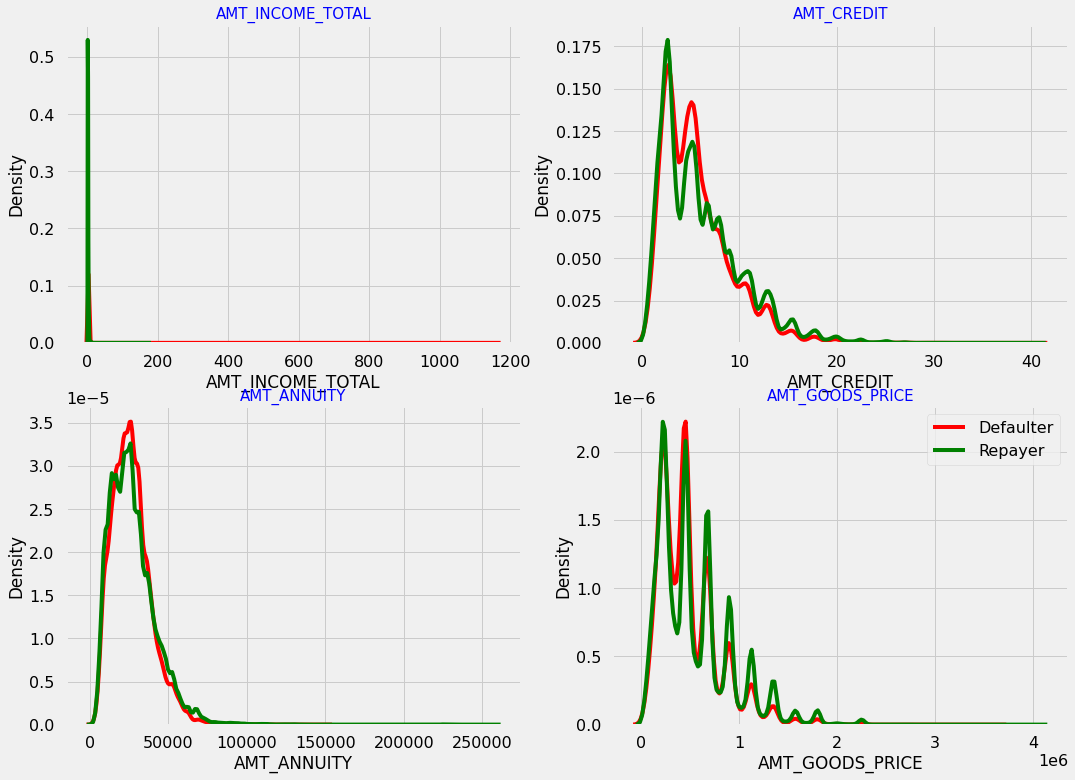 AMT_INCOME_TOTAL
Density
0.5
0.4
0.3
0.2
0.1
0.0
0 200 400 600 800 1000 1200
AMT_INCOME_TOTAL
AMT_CREDIT
Density
0.175
0.150
0.125
0.100
0.075
0.050
0.025
0.000
0 10 20 30 40
AMT_CREDIT
AMT_ANNUITY
1e−5
Density
3.5
3.0
2.5
2.0
1.5
1.0
0.5
0.0
0 50000 100000 150000 200000 250000
AMT_ANNUITY
AMT_GOODS_PRICE
1e−6
Defaulter
Repayer
Density
2.0
1.5
1.0
0.5
0.0
0 1 2 3 4
1e6
AMT_GOODS_PRICE